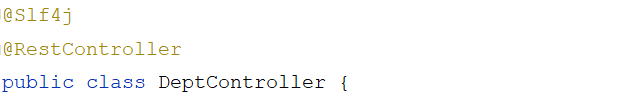 @Slf4j
@RestController
public class DeptController {